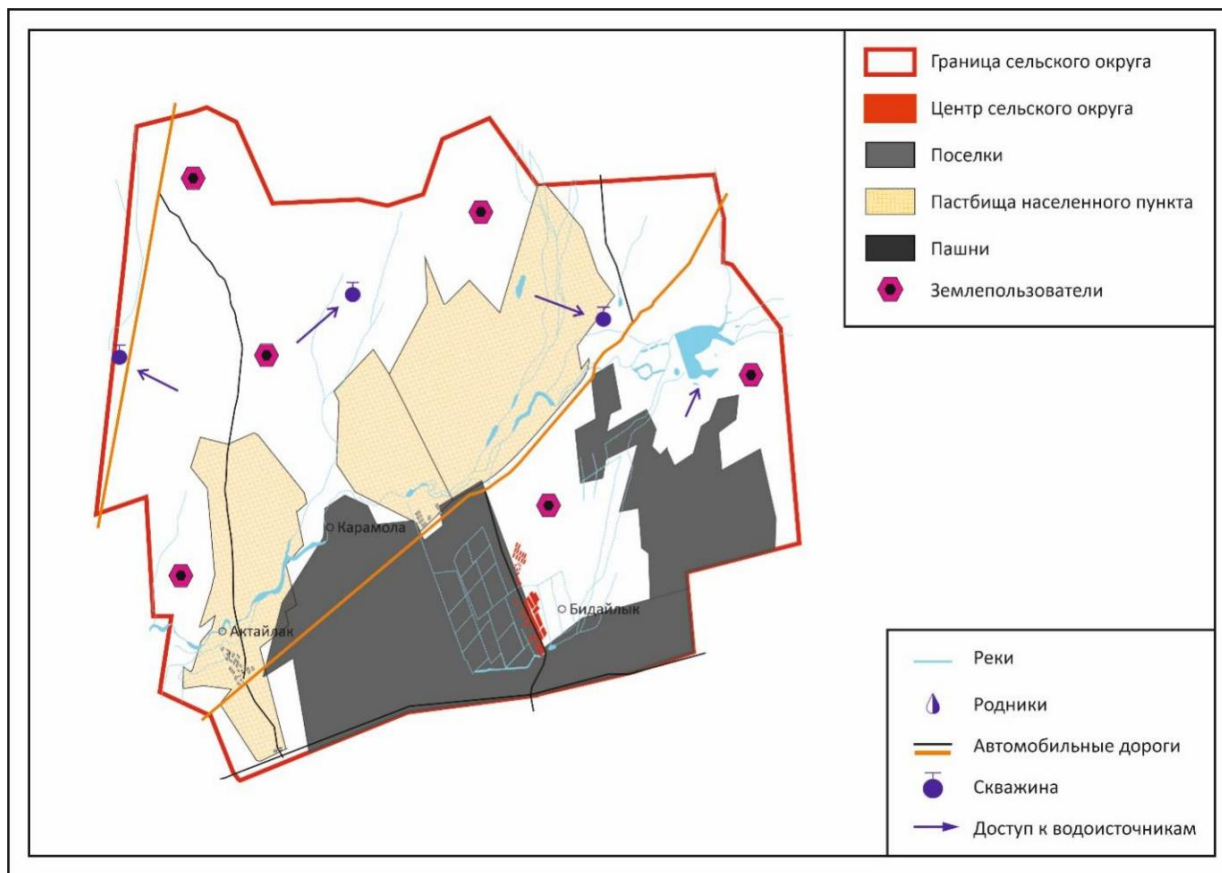 Граница сельского округа
Центр сельского округа
Поселки
Пастбища населенного пункта
Пашни
Землепользователи
Карамола
Бидайлык
Актайлак
Реки
Родники
Автомобильные дороги
Скважина
Доступ к водоисточникам